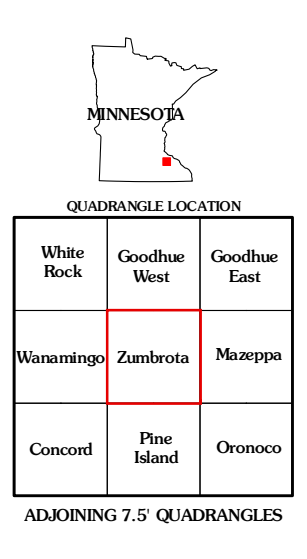 MINNESOTA
QUADRANGLE LOCATION
White
Rock
Goodhue
West
Goodhue
East
Wanamingo
Zumbrota
Mazeppa
Concord
Pine
Island
Oronoco
ADJOINING 7.5' QUADRANGLES